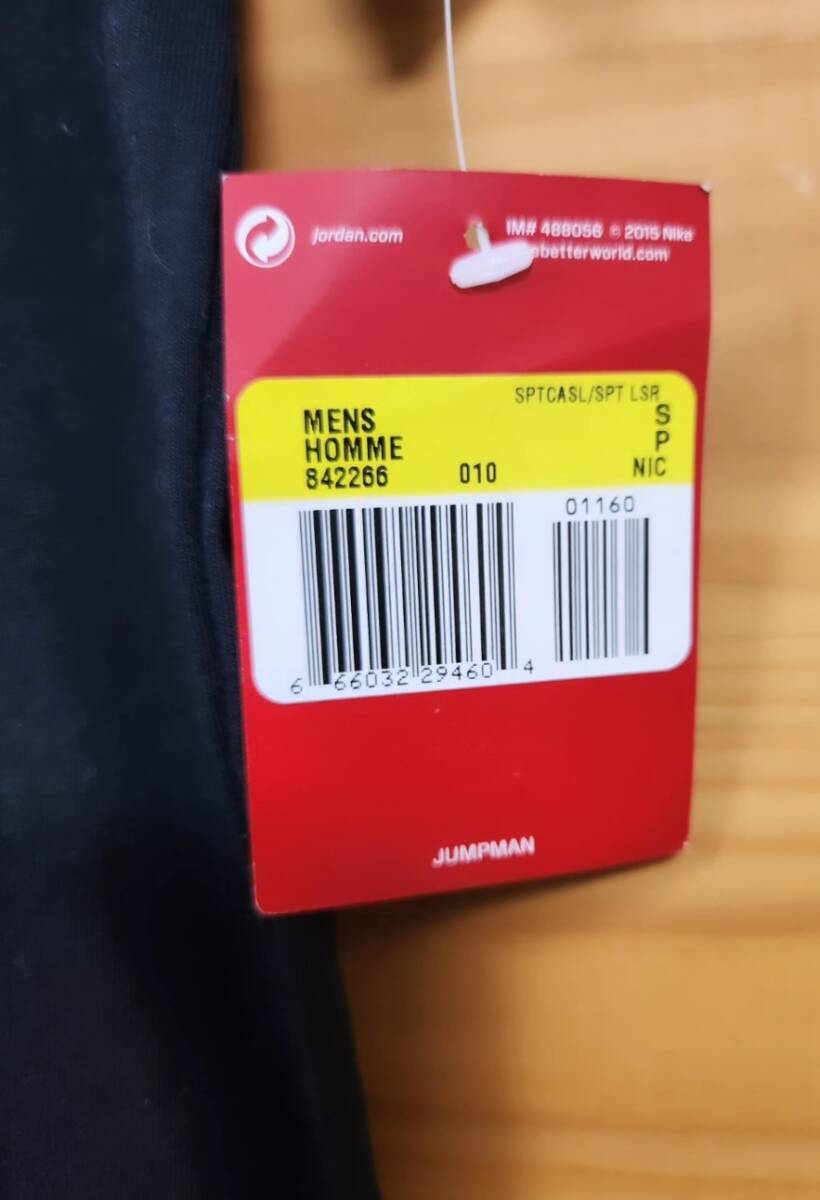 jordan.com
IM# 488056 © 2015 Nike
betterworld.com
SPTCASL/SPT LSR
MENS S
HOMME P
842266 010 NIC
01160
6 66032 29460 4
JUMPMAN